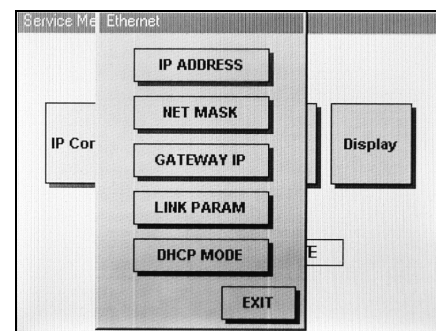 Service Me
Ethernet
IP ADDRESS
NET MASK
IP Cor
GATEWAY IP
Display
LINK PARAM
DHCP MODE
E
EXIT